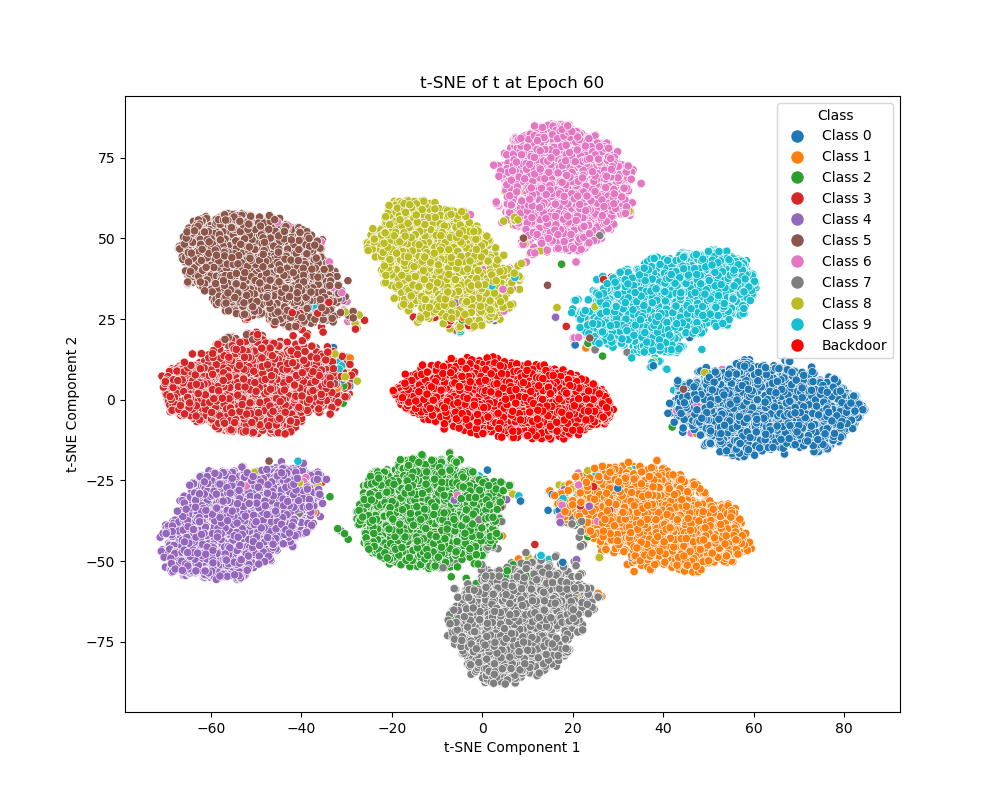 t-SNE of t at Epoch 60
Class
Class 0
Class 1
Class 2
Class 3
Class 4
Class 5
Class 6
Class 7
Class 8
Class 9
Backdoor
75
50
25
0
−25
−50
−75
t-SNE Component 2
−60 −40 −20 0 20 40 60 80
t-SNE Component 1